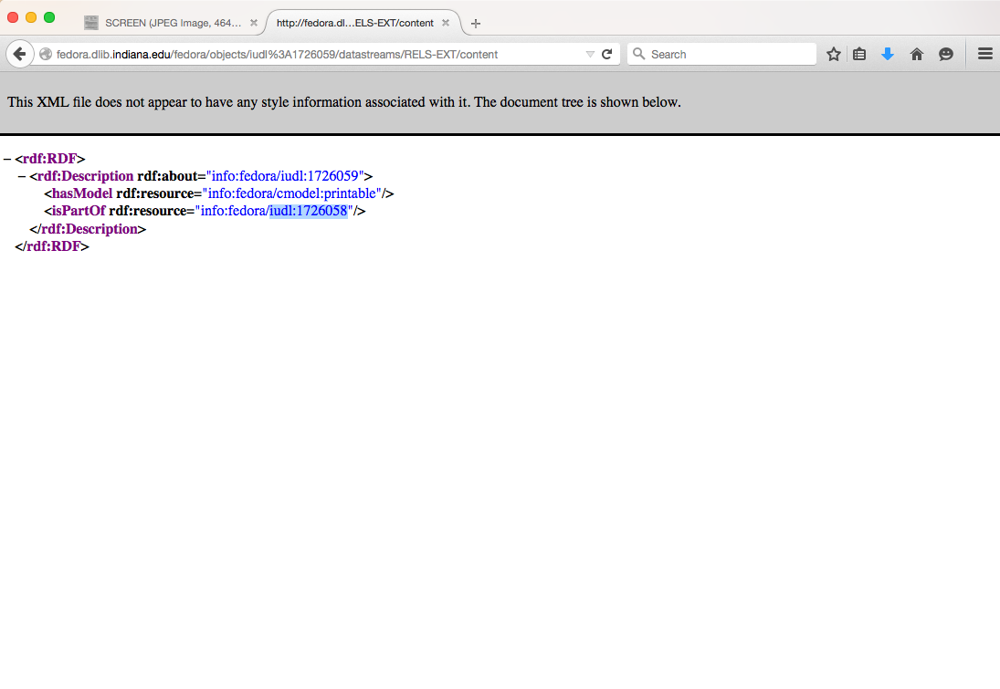 SCREEN (JPEG Image, 464...
http://fedora.dl...ELS-EXT/content
fedora.dlib.indiana.edu/fedora/objects/iudl%3A1726059/datastreams/RELS-EXT/content
Search
This XML file does not appear to have any style information associated with it. The document tree is shown below.
− <rdf:RDF>
− <rdf:Description rdf:about="info:fedora/iudl:1726059">
<hasModel rdf:resource="info:fedora/cmodel:printable"/>
<isPartOf rdf:resource="info:fedora/iudl:1726058"/>
</rdf:Description>
</rdf:RDF>